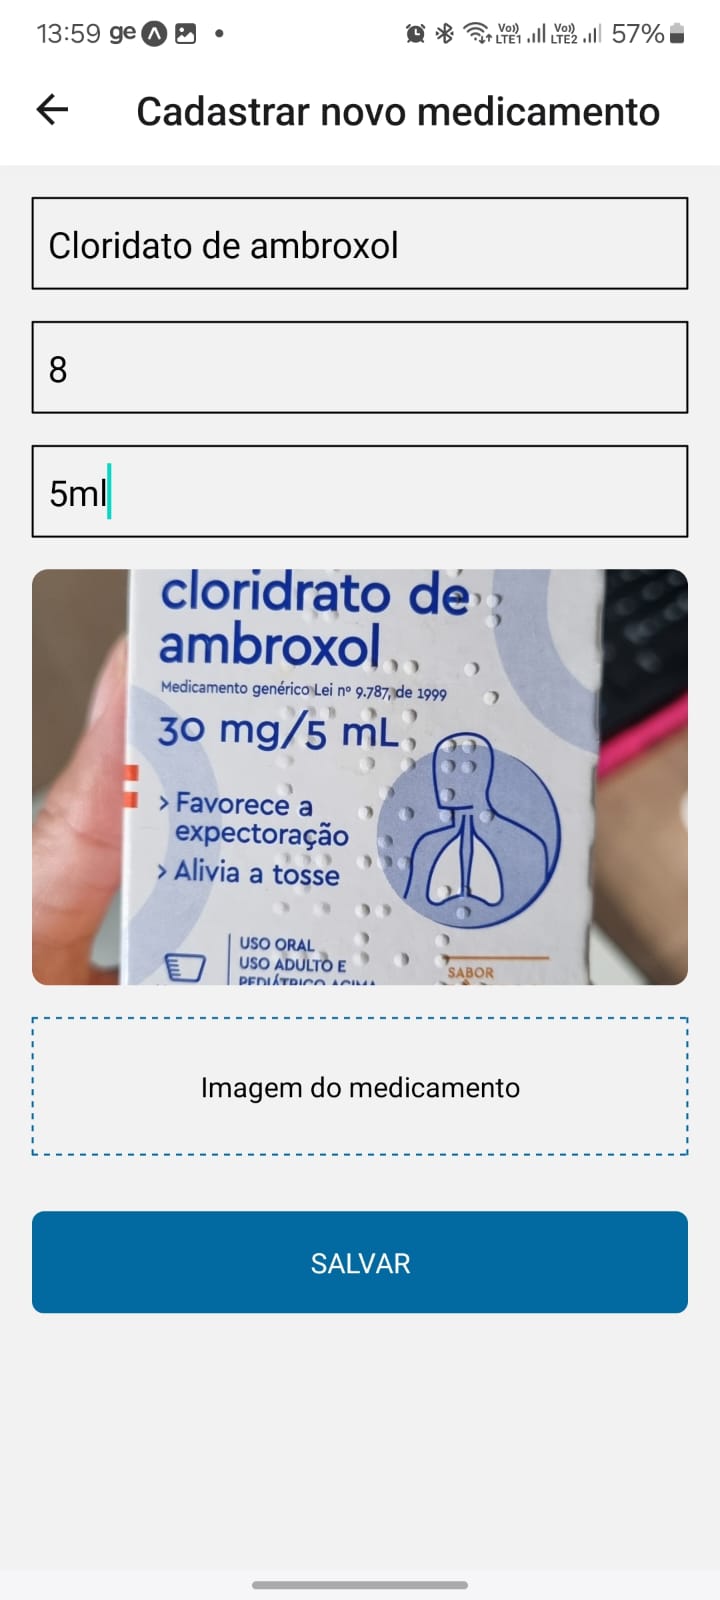 13:59 ge
Vo)) LTE1 Vo)) LTE2 57%
Cadastrar novo medicamento
Cloridato de ambroxol
8
5ml
cloridrato de
ambroxol
Medicamento genérico Lei nº 9.787, de 1999
30 mg/5 mL
> Favorece a
expectoração
> Alivia a tosse
USO ORAL
USO ADULTO E
PEDIÁTRICO ACIMA
SABOR
Imagem do medicamento
SALVAR